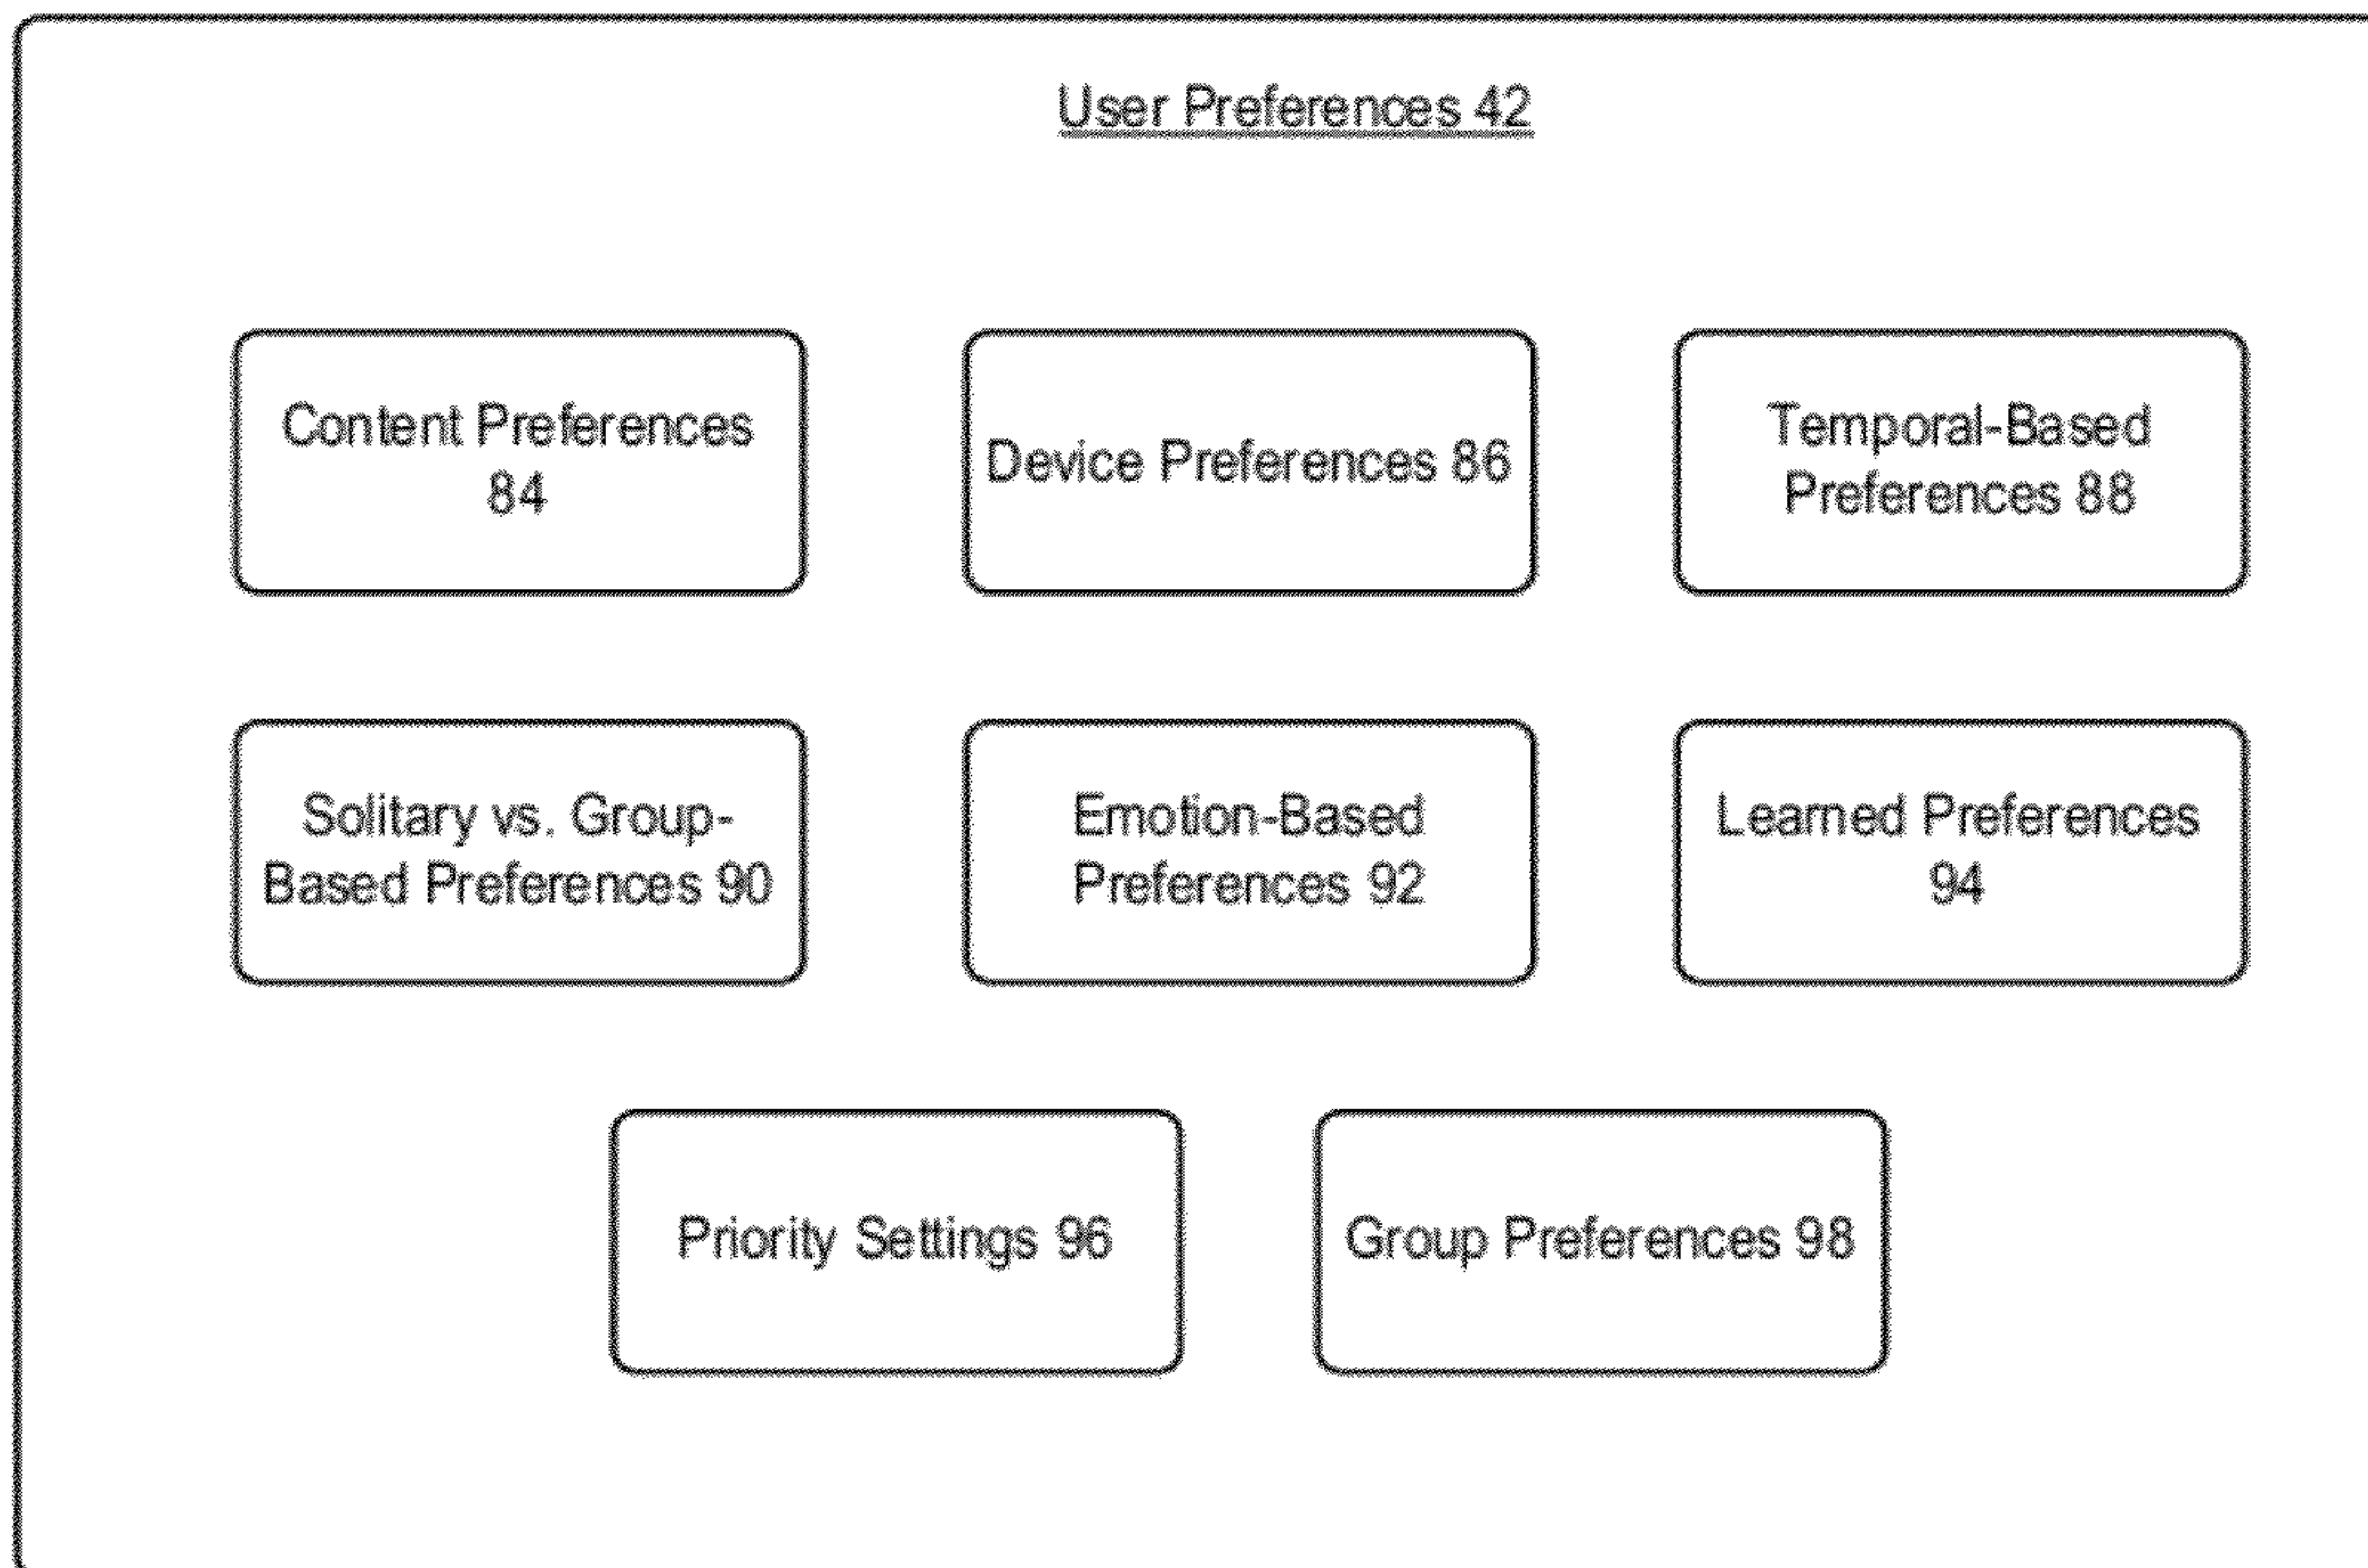 User Preferences 42
Content Preferences
84
Device Preferences 86
Temporal-Based
Preferences 88
Solitary vs. Group-
Based Preferences 90
Emotion-Based
Preferences 92
Learned Preferences
94
Priority Settings 96
Group Preferences 98